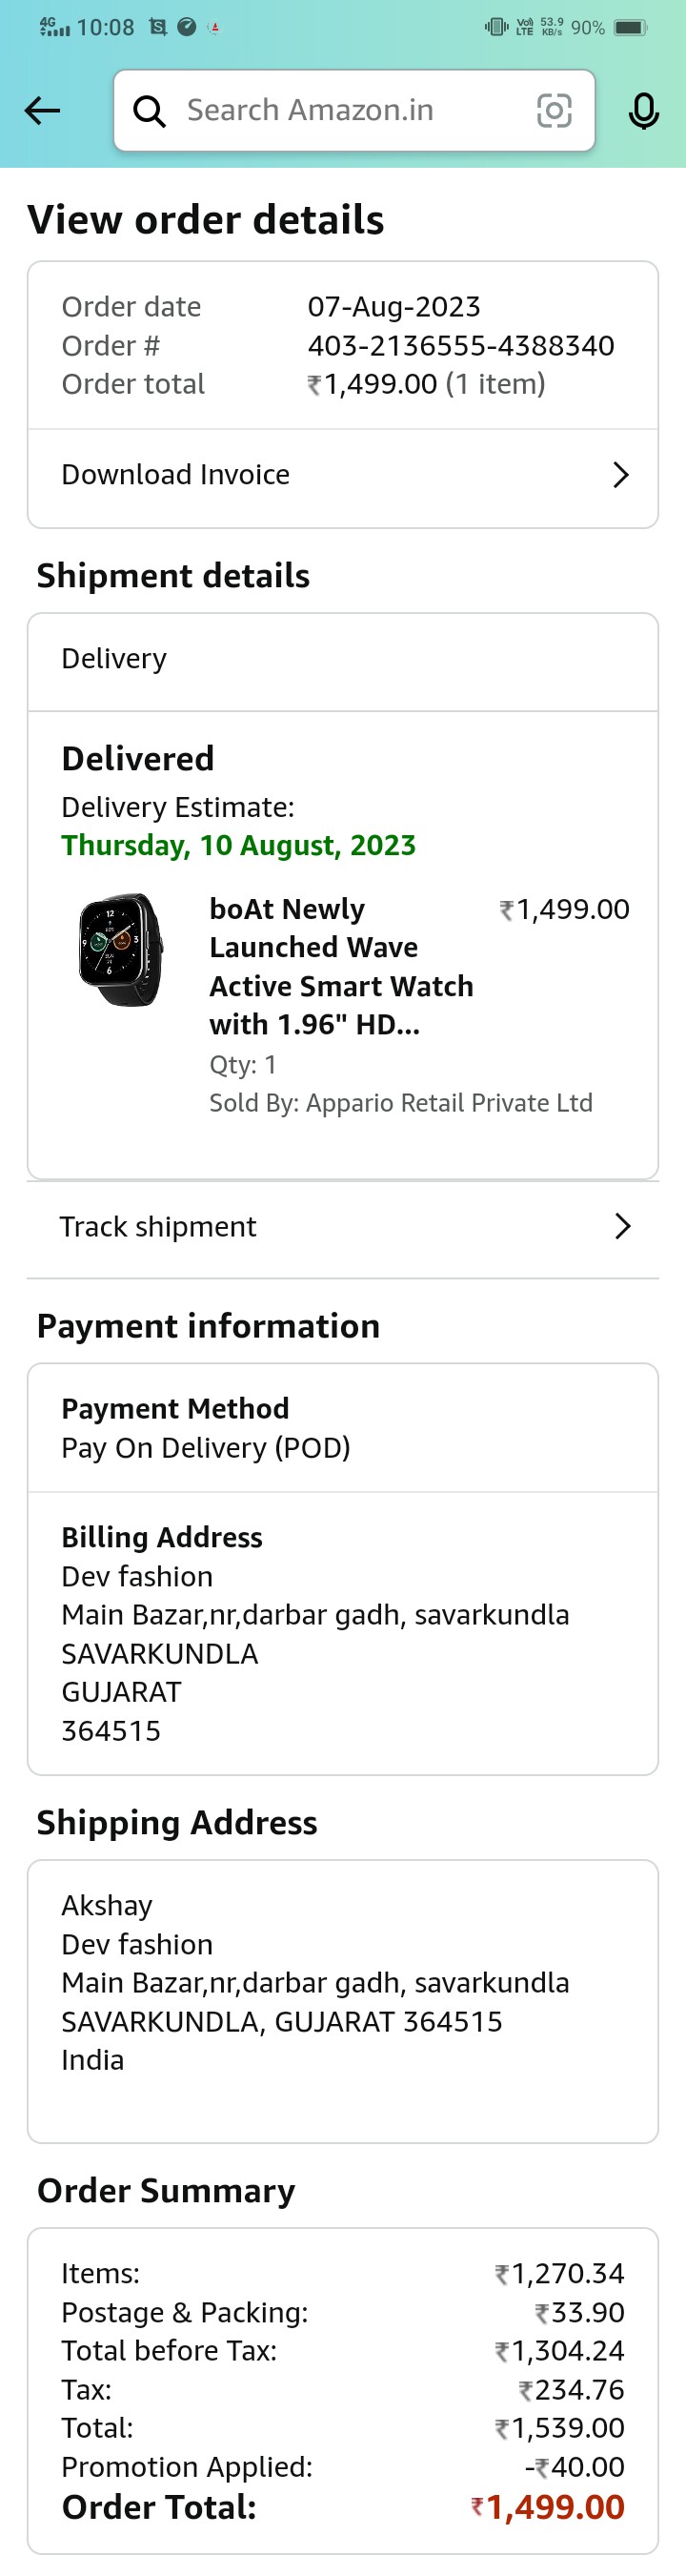 4G 10:08 Vol) LTE 53.9 KB/s 90%
Search Amazon.in
View order details
Order date 07-Aug-2023
Order # 403-2136555-4388340
Order total ₹1,499.00 (1 item)
Download Invoice
Shipment details
Delivery
Delivered
Delivery Estimate:
Thursday, 10 August, 2023
boAt Newly ₹1,499.00
Launched Wave
Active Smart Watch
with 1.96" HD...
Qty: 1
Sold By: Appario Retail Private Ltd
Track shipment
Payment information
Payment Method
Pay On Delivery (POD)
Billing Address
Dev fashion
Main Bazar,nr,darbar gadh, savarkundla
SAVARKUNDLA
GUJARAT
364515
Shipping Address
Akshay
Dev fashion
Main Bazar,nr,darbar gadh, savarkundla
SAVARKUNDLA, GUJARAT 364515
India
Order Summary
Items: ₹1,270.34
Postage & Packing: ₹33.90
Total before Tax: ₹1,304.24
Tax: ₹234.76
Total: ₹1,539.00
Promotion Applied: -₹40.00
Order Total: ₹1,499.00